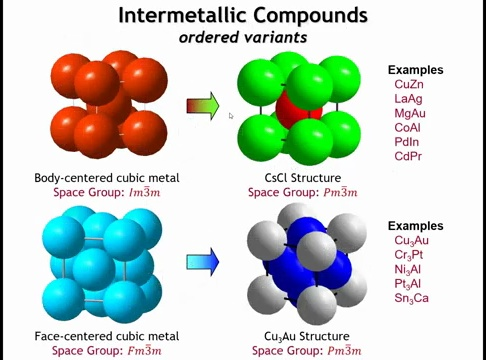 Intermetallic Compounds
ordered variants
Body-centered cubic metal
Space Group: Im3̅m
CsCl Structure
Space Group: Pm3̅m
Examples
CuZn
LaAg
MgAu
CoAl
PdIn
CdPr
Face-centered cubic metal
Space Group: Fm3̅m
Cu₃Au Structure
Space Group: Pm3̅m
Examples
Cu₃Au
Cr₃Pt
Ni₃Al
Pt₃Al
Sn₃Ca